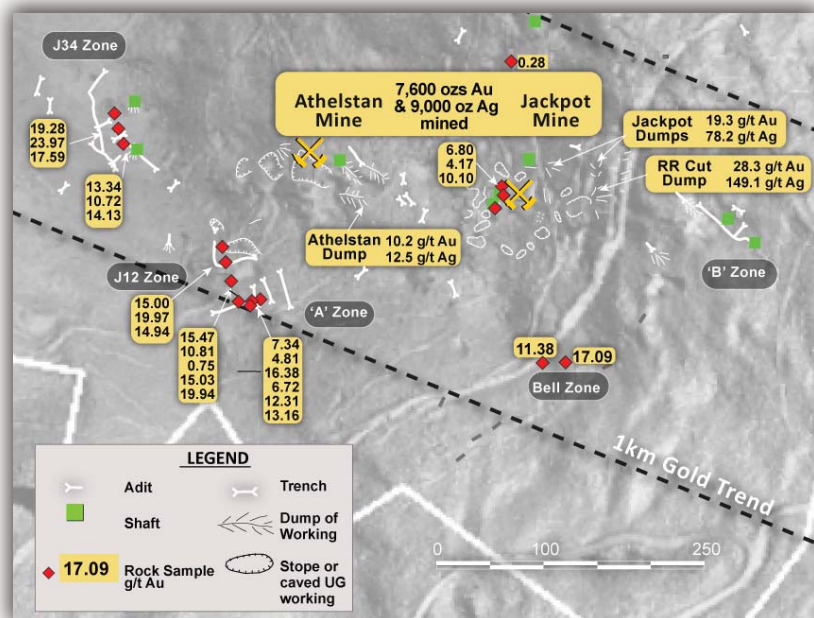 J34 Zone
0.28
7,600 ozs Au
Athelstan & 9,000 oz Ag Jackpot
Mine mined Mine
Jackpot 19.3 g/t Au
Dumps 78.2 g/t Ag
RR Cut 28.3 g/t Au
Dump 149.1 g/t Ag
19.28
23.97
17.59
6.80
4.17
10.10
13.34
10.72
14.13
Athelstan 10.2 g/t Au
Dump 12.5 g/t Ag
'B' Zone
J12 Zone
'A' Zone
15.00
19.97
14.94
15.47
10.81
0.75
15.03
19.94
7.34
4.81
16.38
6.72
12.31
13.16
11.38
17.09
Bell Zone
1km Gold Trend
LEGEND
Adit
Trench
Shaft
Dump of
Working
17.09
Rock Sample
g/t Au
Stope or
caved UG
working
0 100 250